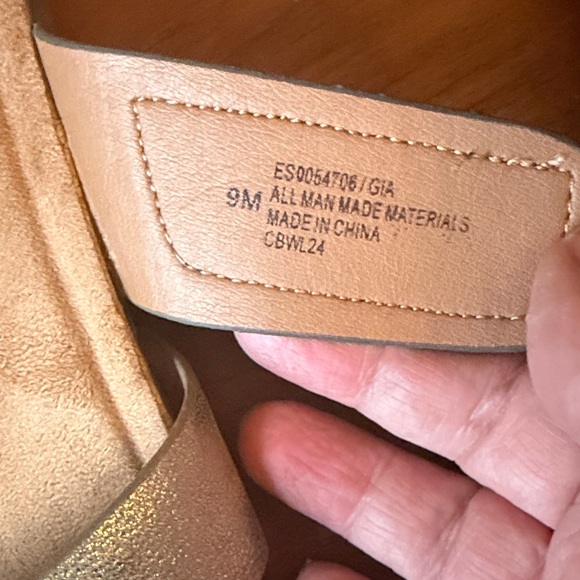 ES0054706/GIA
9M ALL MAN MADE MATERIALS
MADE IN CHINA
CBWL24